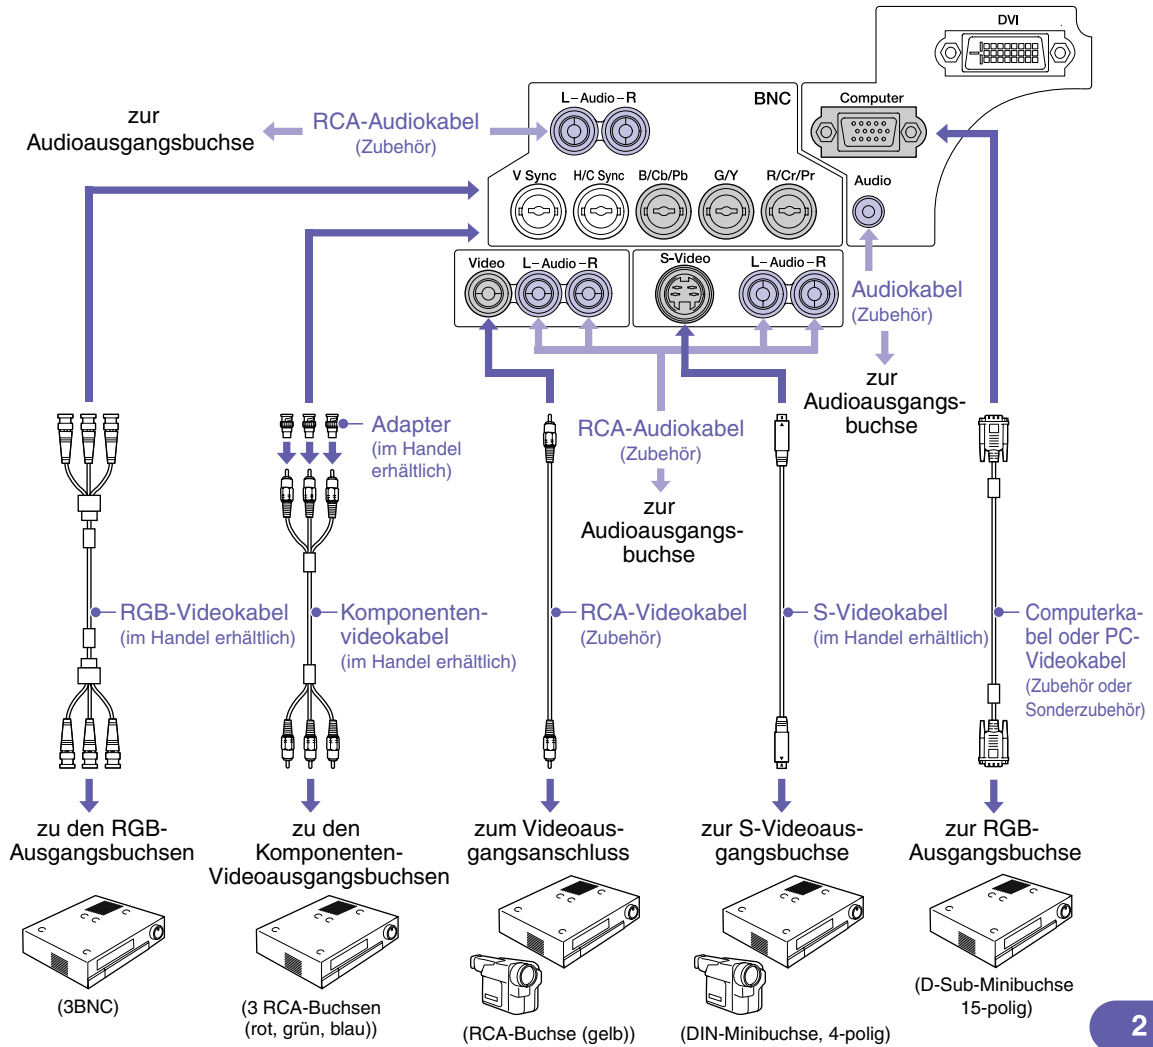 DVI
L – Audio – R
BNC
Computer
zur
Audioausgangsbuchse
RCA-Audiokabel
(Zubehör)
V Sync
H/C Sync
B/Cb/Pb
G/Y
R/Cr/Pr
Audio
Video
L – Audio – R
S-Video
L – Audio – R
Audiokabel
(Zubehör)
zur
Audioausgangs-
buchse
Adapter
(im Handel
erhältlich)
RCA-Audiokabel
(Zubehör)
zur
Audioausgangs-
buchse
RGB-Videokabel
(im Handel erhältlich)
Komponenten-
videokabel
(im Handel erhältlich)
RCA-Videokabel
(Zubehör)
S-Videokabel
(im Handel erhältlich)
Computerka-
bel oder PC-
Videokabel
(Zubehör oder
Sonderzubehör)
zu den RGB-
Ausgangsbuchsen
zu den
Komponenten-
Videoausgangsbuchsen
zum Videoaus-
gangsanschluss
zur S-Videoaus-
gangsbuchse
zur RGB-
Ausgangsbuchse
(3BNC)
(3 RCA-Buchsen
(rot, grün, blau))
(RCA-Buchse (gelb))
(DIN-Minibuchse, 4-polig)
(D-Sub-Minibuchse
15-polig)
2